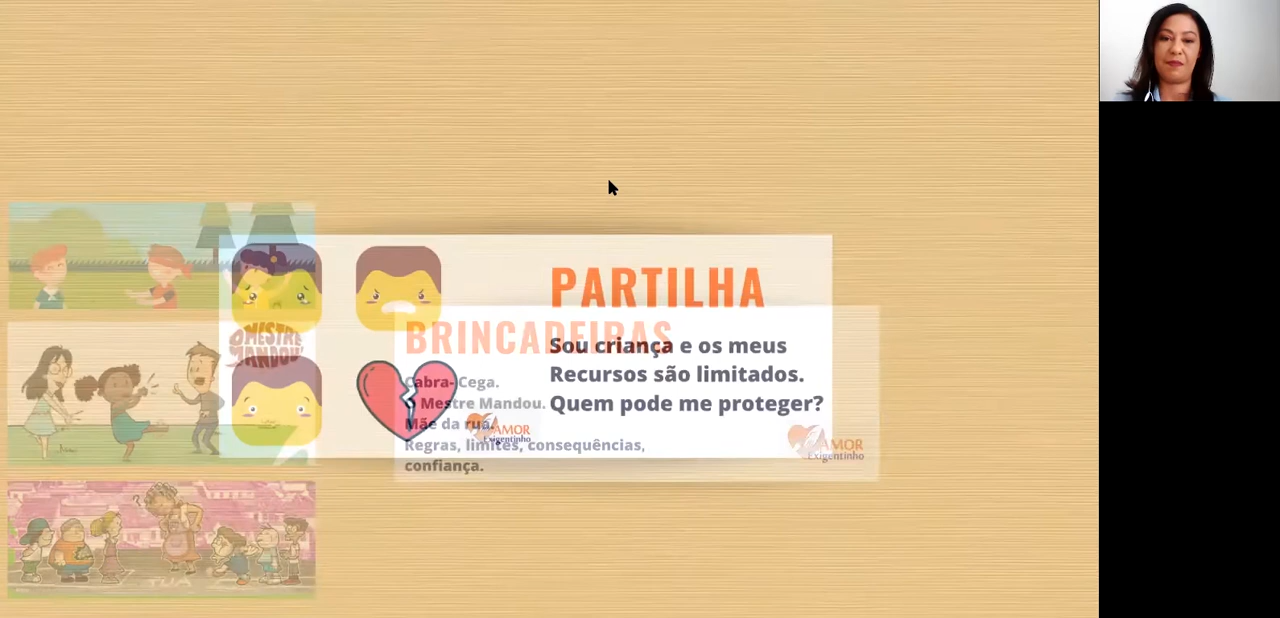 PARTILHA
Sou criança e os meus
Recursos são limitados.
Quem pode me proteger?
AMOR
Exigentinho
BRINCADEIRAS
Cabra- Cega.
O Mestre Mandou.
Mãe da rua.
Regras, limites, consequências,
confiança.
AMOR
Exigentinho
O MESTRE
MANDOU
RUA